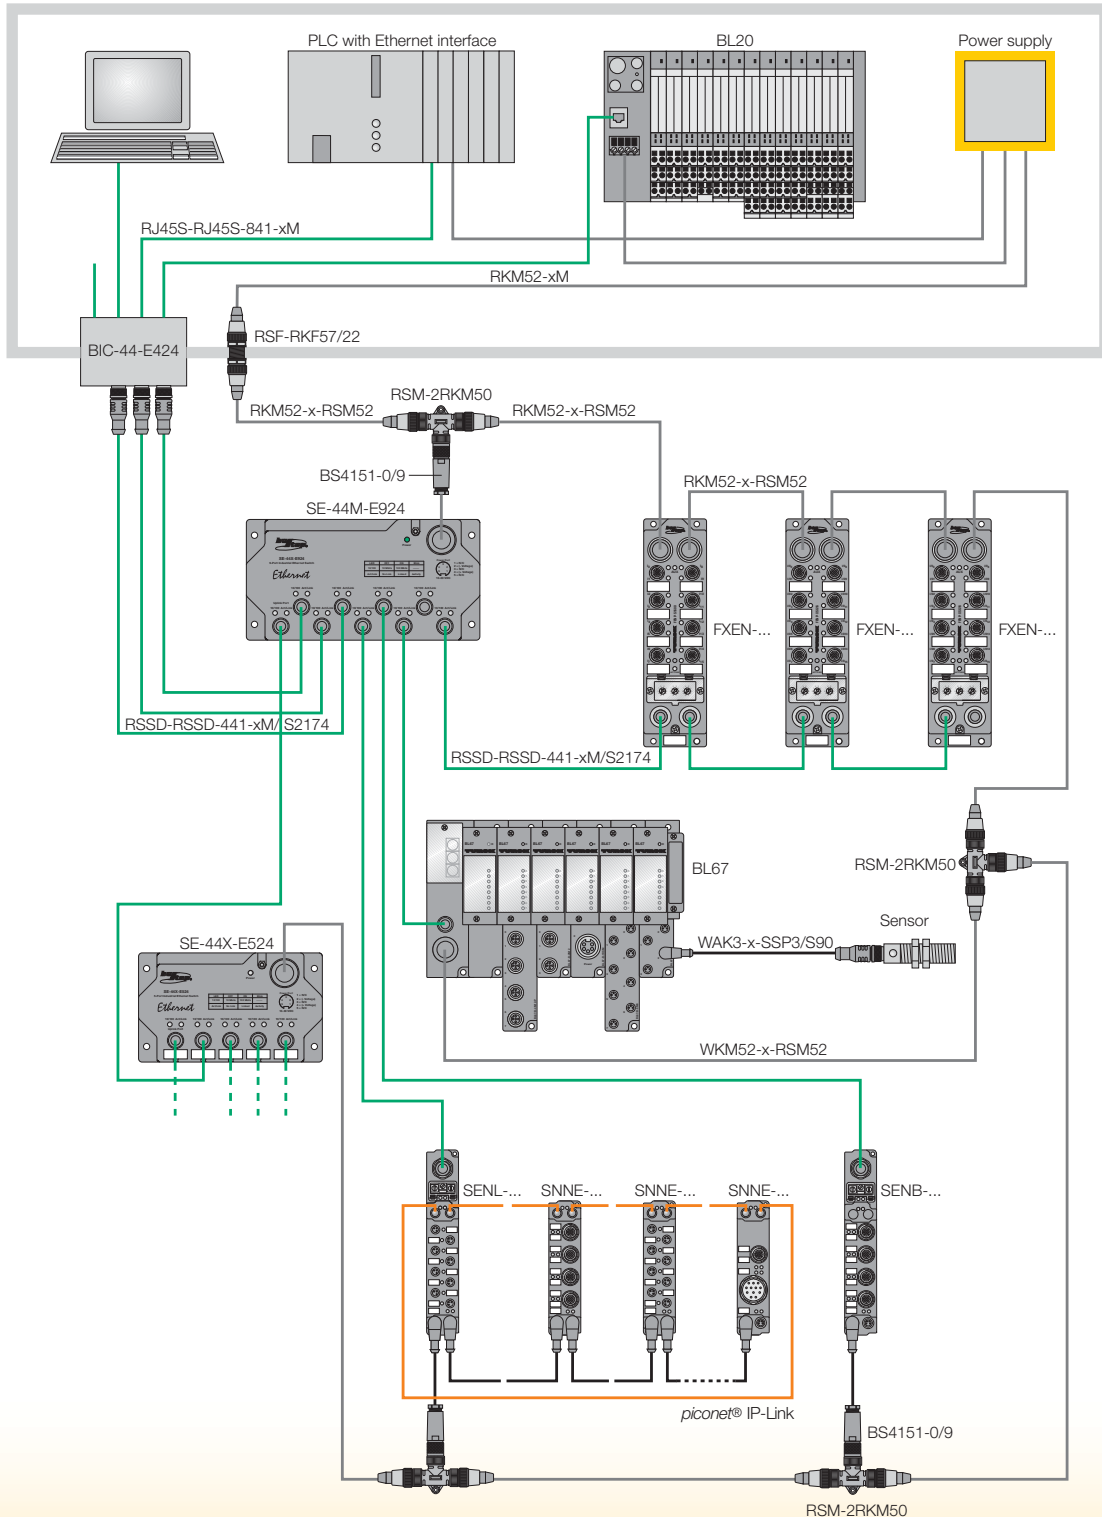 PLC with Ethernet interface
BL20
Power supply
RJ45S-RJ45S-841-xM
RKM52-xM
RSF-RKF57/22
BIC-44-E424
RSM-2RKM50
RKM52-x-RSM52
RKM52-x-RSM52
BS4151-0/9
RKM52-x-RSM52
SE-44M-E924
Ethernet
FXEN-...
FXEN-...
FXEN-...
RSSD-RSSD-441-xM/S2174
RSSD-RSSD-441-xM/S2174
BL67
RSM-2RKM50
Sensor
WAK3-x-SSP3/S90
SE-44X-E524
Ethernet
WKM52-x-RSM52
SENL-...
SNNE-...
SNNE-...
SNNE-...
SENB-...
piconet® IP-Link
BS4151-0/9
RSM-2RKM50